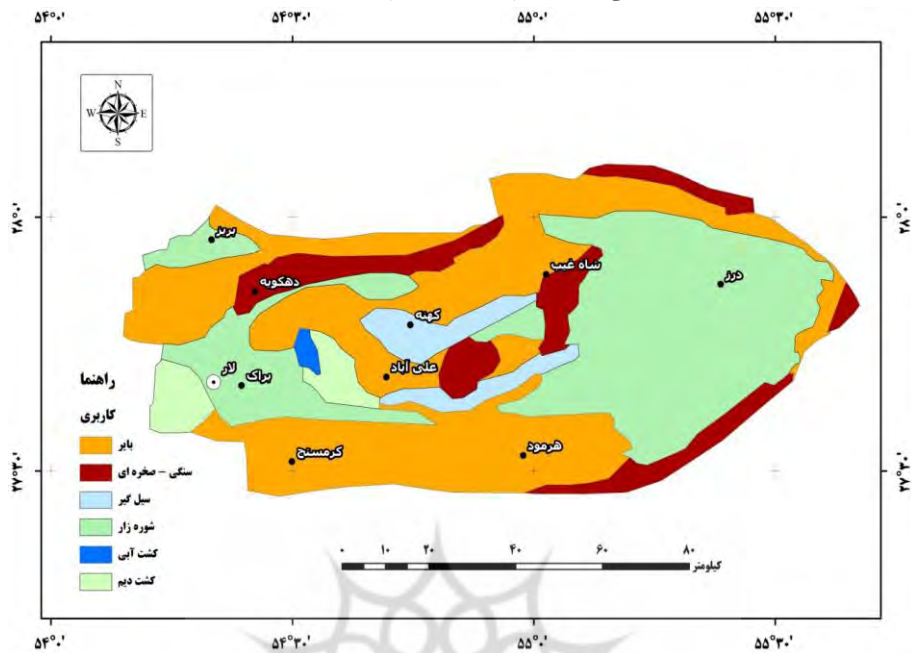 ۵۴°۰' ۵۴°۳۰' ۵۵°۰' ۵۵°۳۰'
N
W E
S
۲۸°۰' ۲۸°۰'
بریز
شاه غیب
درز
دهکویه
کهنه
علی آباد
لار
براک
هرمود
کرمستج
۲۷°۳۰' ۲۷°۳۰'
راهنما
کاربری
بایر
سنگی - صخره ای
سیل گیر
شوره زار
کشت آبی
کشت دیم
۰ ۱۰ ۲۰ ۴۰ ۶۰ ۸۰
کیلومتر
۵۴°۰' ۵۴°۳۰' ۵۵°۰' ۵۵°۳۰'